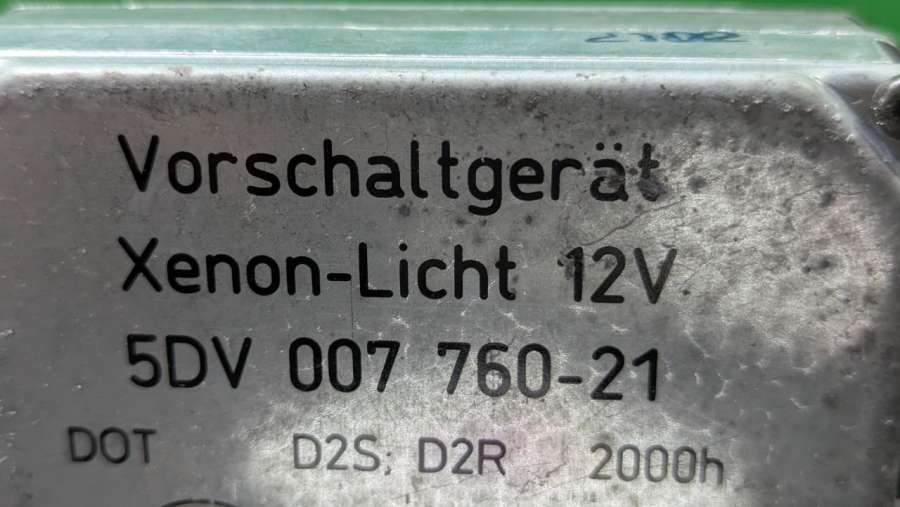 Vorschaltgerät
Xenon-Licht 12V
5DV 007 760-21
DOT D2S; D2R 2000h